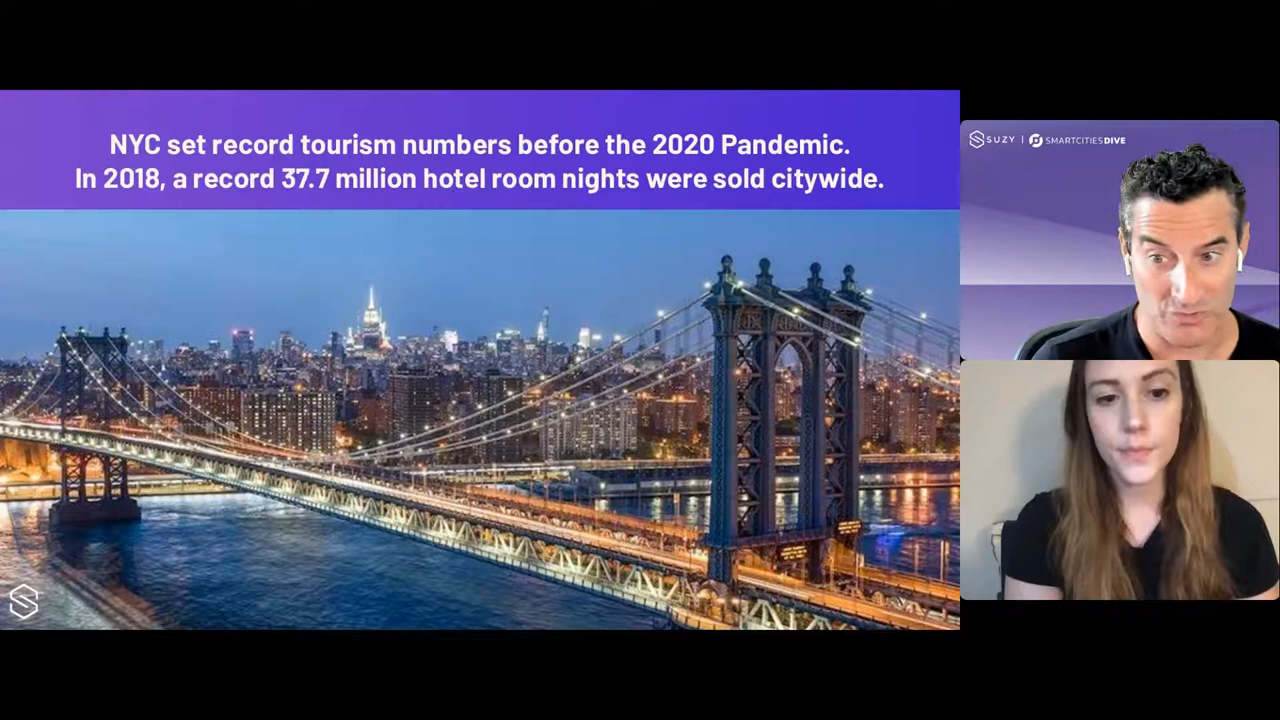 NYC set record tourism numbers before the 2020 Pandemic.
In 2018, a record 37.7 million hotel room nights were sold citywide.
SUZY | SMARTCITIESDIVE